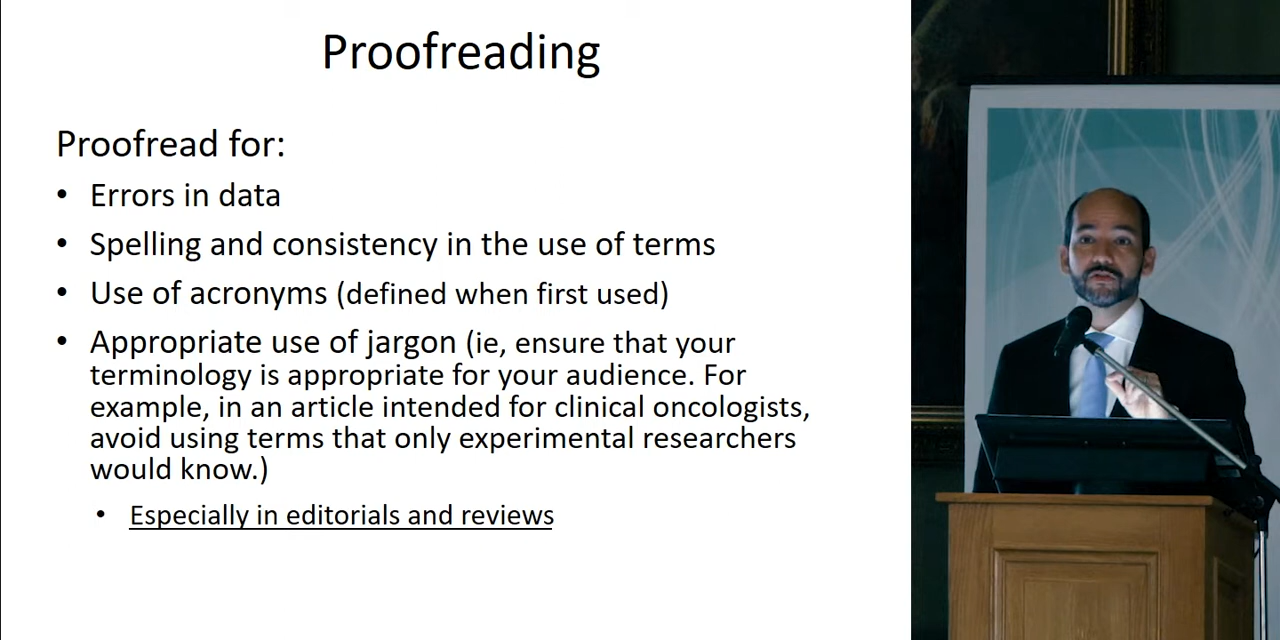 Proofreading
Proofread for:
• Errors in data
• Spelling and consistency in the use of terms
• Use of acronyms (defined when first used)
• Appropriate use of jargon (ie, ensure that your
terminology is appropriate for your audience. For
example, in an article intended for clinical oncologists,
avoid using terms that only experimental researchers
would know.)
• Especially in editorials and reviews